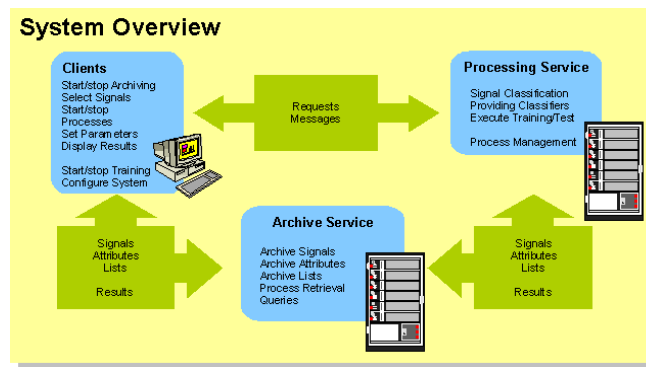 System Overview
Clients
Start/stop Archiving
Select Signals
Start/stop
Processes
Set Parameters
Display Results
Start/stop Training
Configure System
Requests
Messages
Processing Service
Signal Classification
Providing Classifiers
Execute Training/Test
Process Management
Signals
Attributes
Lists
Results
Archive Service
Archive Signals
Archive Attributes
Archive Lists
Process Retrieval
Queries
Signals
Attributes
Lists
Results